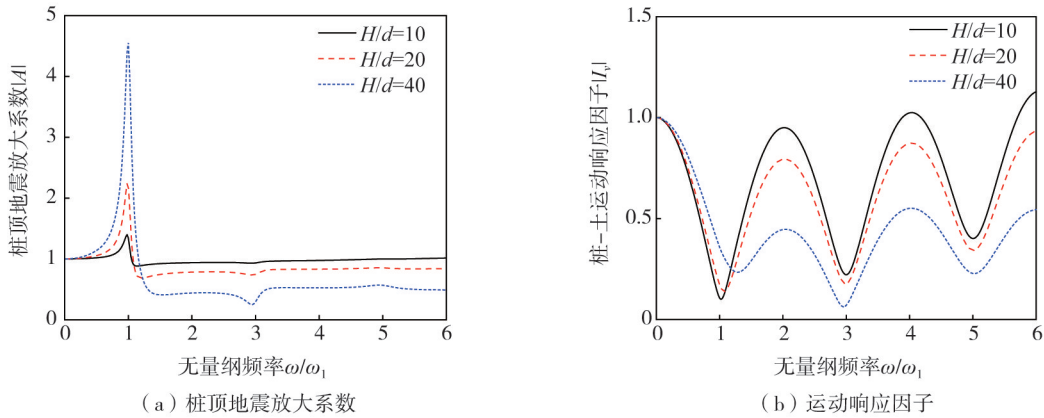 5
4
3
2
1
0
0
1
2
3
4
5
6
H/d=10
H/d=20
H/d=40
桩顶地震放大系数|A|
无量纲频率ω/ω₁
（a）桩顶地震放大系数
1.5
1.0
0.5
0
0
1
2
3
4
5
6
H/d=10
H/d=20
H/d=40
桩-土运动响应因子|Iᵥ|
无量纲频率ω/ω₁
（b）运动响应因子